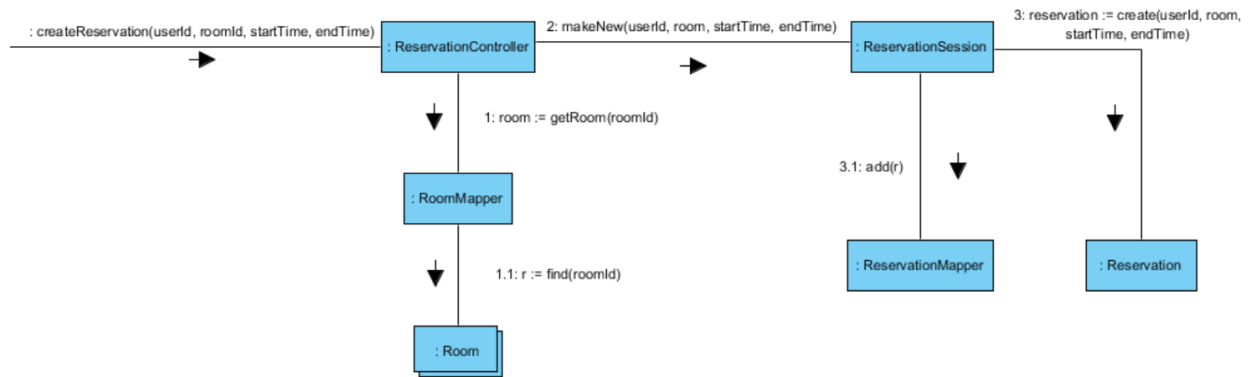 : createReservation(userId, roomId, startTime, endTime)
: ReservationController
2: makeNew(userId, room, startTime, endTime)
: ReservationSession
3: reservation := create(userId, room,
startTime, endTime)
1: room := getRoom(roomId)
3.1: add(r)
: RoomMapper
: ReservationMapper
: Reservation
1.1: r := find(roomId)
: Room